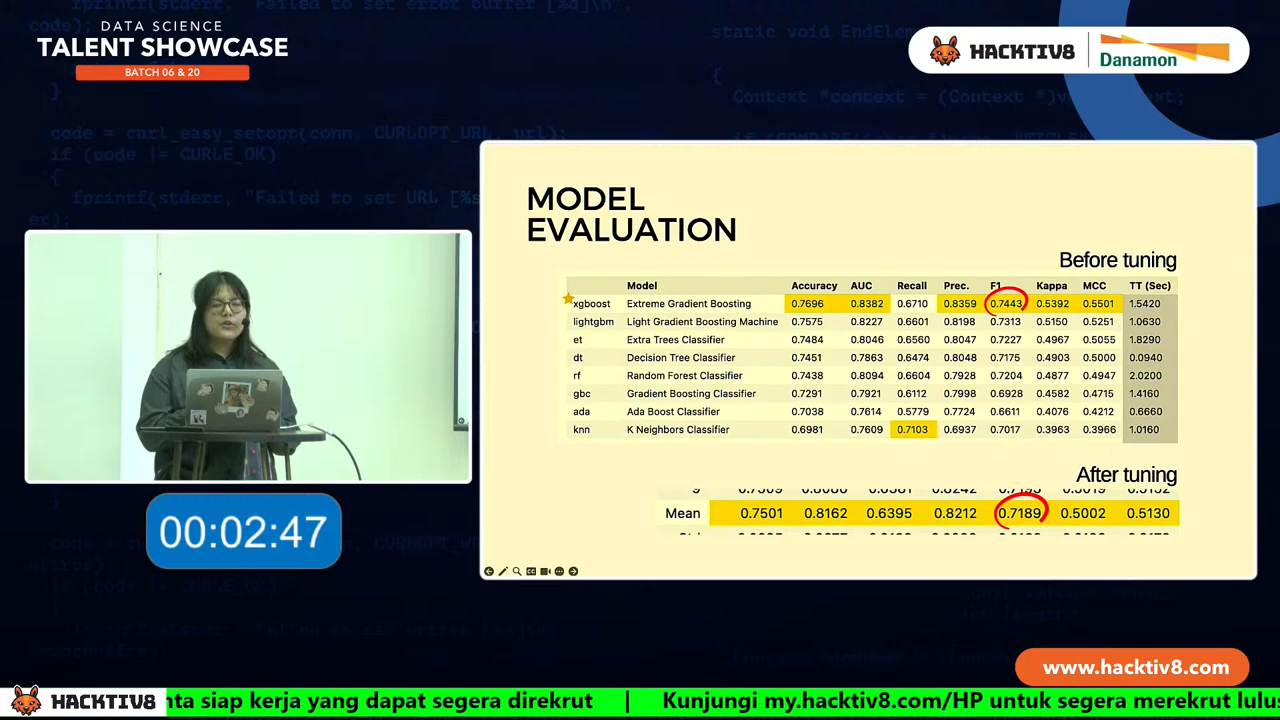 DATA SCIENCE
TALENT SHOWCASE
BATCH 06 & 20
HACKTIV8
Danamon
MODEL
EVALUATION
Before tuning
Model Accuracy AUC Recall Prec. F1 Kappa MCC TT (Sec)
xgboost Extreme Gradient Boosting 0.7696 0.8382 0.6710 0.8359 0.7443 0.5392 0.5501 1.5420
lightgbm Light Gradient Boosting Machine 0.7575 0.8227 0.6601 0.8198 0.7313 0.5150 0.5251 1.0630
et Extra Trees Classifier 0.7484 0.8046 0.6560 0.8047 0.7227 0.4967 0.5055 1.8290
dt Decision Tree Classifier 0.7451 0.7863 0.6474 0.8048 0.7175 0.4903 0.5000 0.0940
rf Random Forest Classifier 0.7438 0.8094 0.6604 0.7928 0.7204 0.4877 0.4947 2.0200
gbc Gradient Boosting Classifier 0.7291 0.7921 0.6112 0.7998 0.6928 0.4582 0.4715 1.4160
ada Ada Boost Classifier 0.7038 0.7614 0.5779 0.7724 0.6611 0.4076 0.4212 0.6660
knn K Neighbors Classifier 0.6981 0.7609 0.7103 0.6937 0.7017 0.3963 0.3966 1.0160
After tuning
Mean 0.7501 0.8162 0.6395 0.8212 0.7189 0.5002 0.5130
00:02:47
www.hacktiv8.com
HACKTIV8 nta siap kerja yang dapat segera direkrut | Kunjungi my.hacktiv8.com/HP untuk segera merekrut lulus